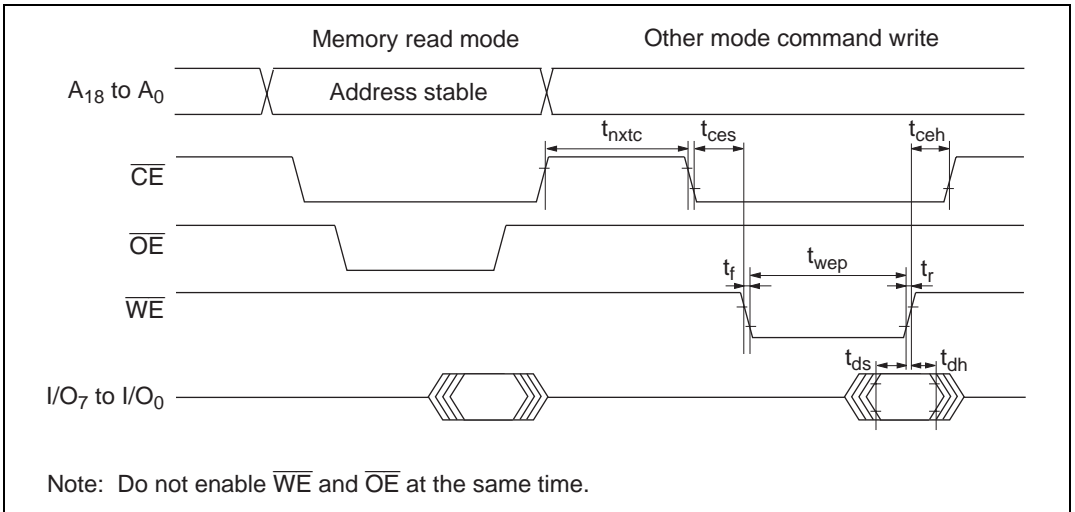 Memory read mode Other mode command write
A18 to A0 Address stable
tnxtc tces tceh
CE
OE
tf twep tr
WE
tds tdh
I/O7 to I/O0
Note: Do not enable WE and OE at the same time.